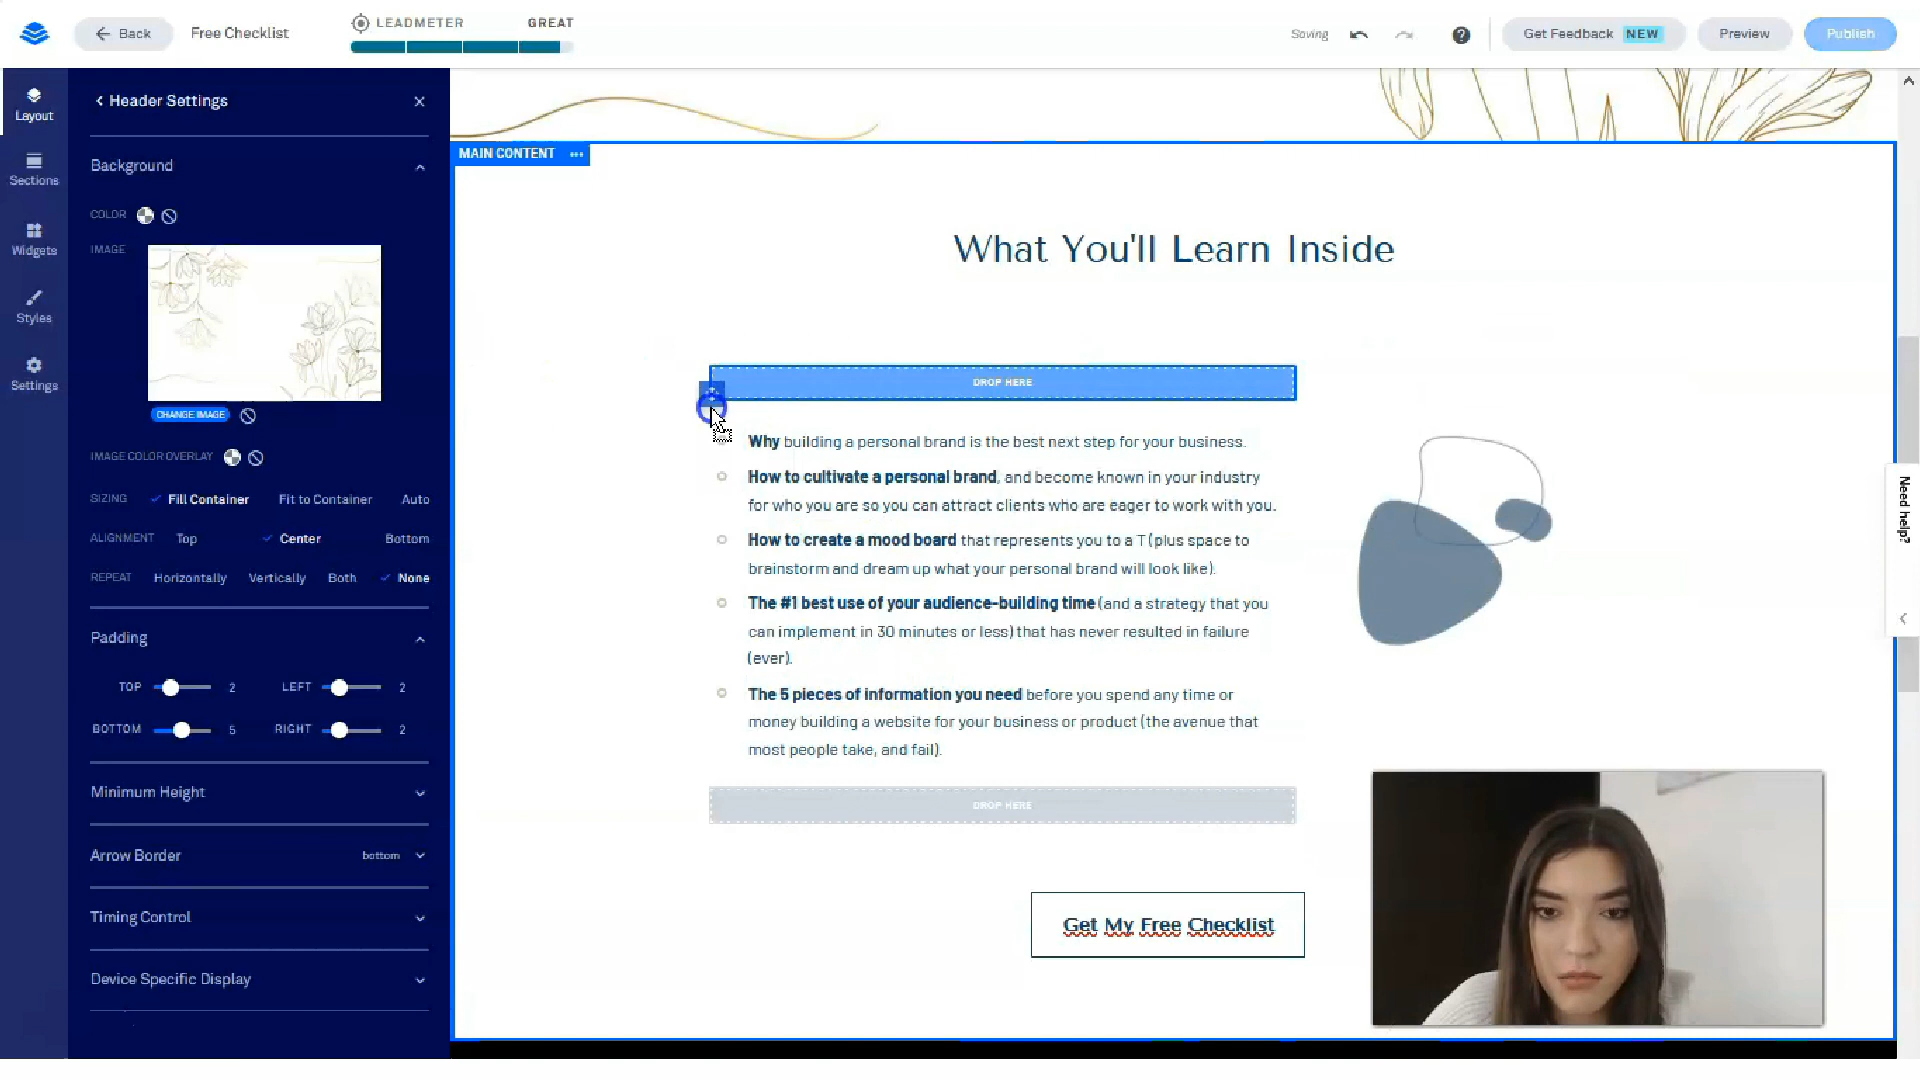 Back
Free Checklist
LEADMETER
GREAT
Saving
Get Feedback NEW
Preview
Publish
Layout
Sections
Widgets
Styles
Settings
Header Settings
Background
COLOR
IMAGE
CHANGE IMAGE
IMAGE COLOR OVERLAY
SIZING Fill Container Fit to Container Auto
ALIGNMENT Top Center Bottom
REPEAT Horizontally Vertically Both None
Padding
TOP 2 LEFT 2
BOTTOM 5 RIGHT 2
Minimum Height
Arrow Border bottom
Timing Control
Device Specific Display
MAIN CONTENT
What You'll Learn Inside
DROP HERE
Why building a personal brand is the best next step for your business.
How to cultivate a personal brand, and become known in your industry
for who you are so you can attract clients who are eager to work with you.
How to create a mood board that represents you to a T (plus space to
brainstorm and dream up what your personal brand will look like).
The #1 best use of your audience-building time (and a strategy that you
can implement in 30 minutes or less) that has never resulted in failure
(ever).
The 5 pieces of information you need before you spend any time or
money building a website for your business or product (the avenue that
most people take, and fail).
DROP HERE
Get My Free Checklist
Need help?